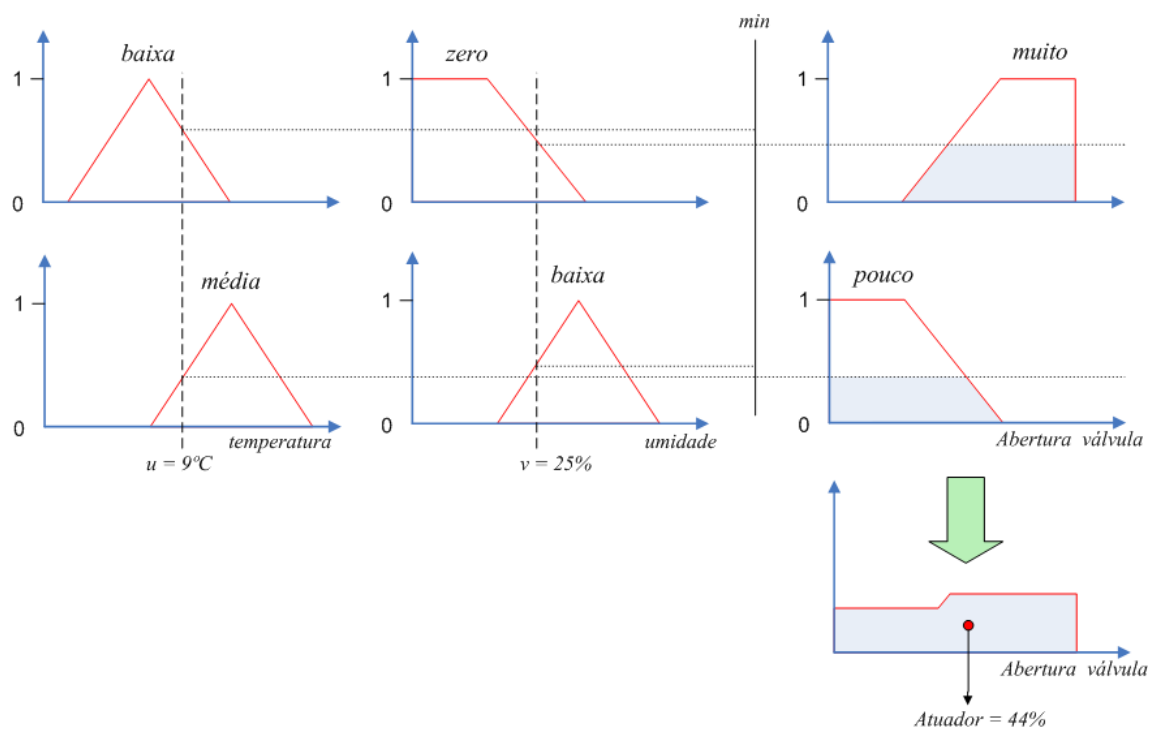 min
baixa
zero
muito
1
1
1
0
0
0
média
baixa
pouco
1
1
1
0
0
0
temperatura
umidade
Abertura válvula
u = 9ºC
v = 25%
Abertura válvula
Atuador = 44%